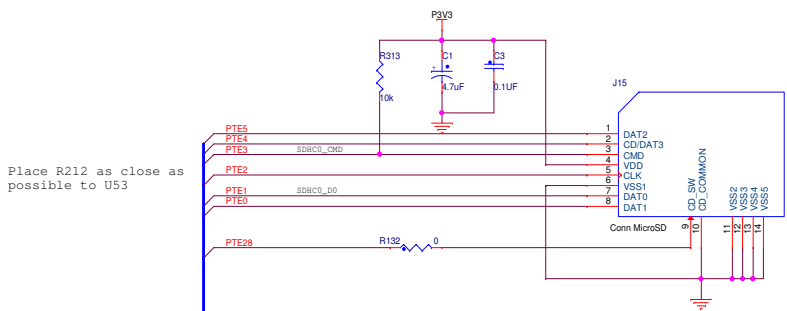 P3V3
R313
C1
C3
+
10k
4.7uF
0.1UF
J15
PTE5
1
DAT2
PTE4
2
CD/DAT3
PTE3
SDHC0_CMD
3
CMD
4
VDD
PTE2
5
CLK
6
VSS1
PTE1
SDHC0_D0
7
DAT0
PTE0
8
DAT1
Place R212 as close as
possible to U53
CD_SW
CD_COMMON
VSS2
VSS3
VSS4
VSS5
Conn MicroSD
9
10
11
12
13
14
PTE28
R132
0